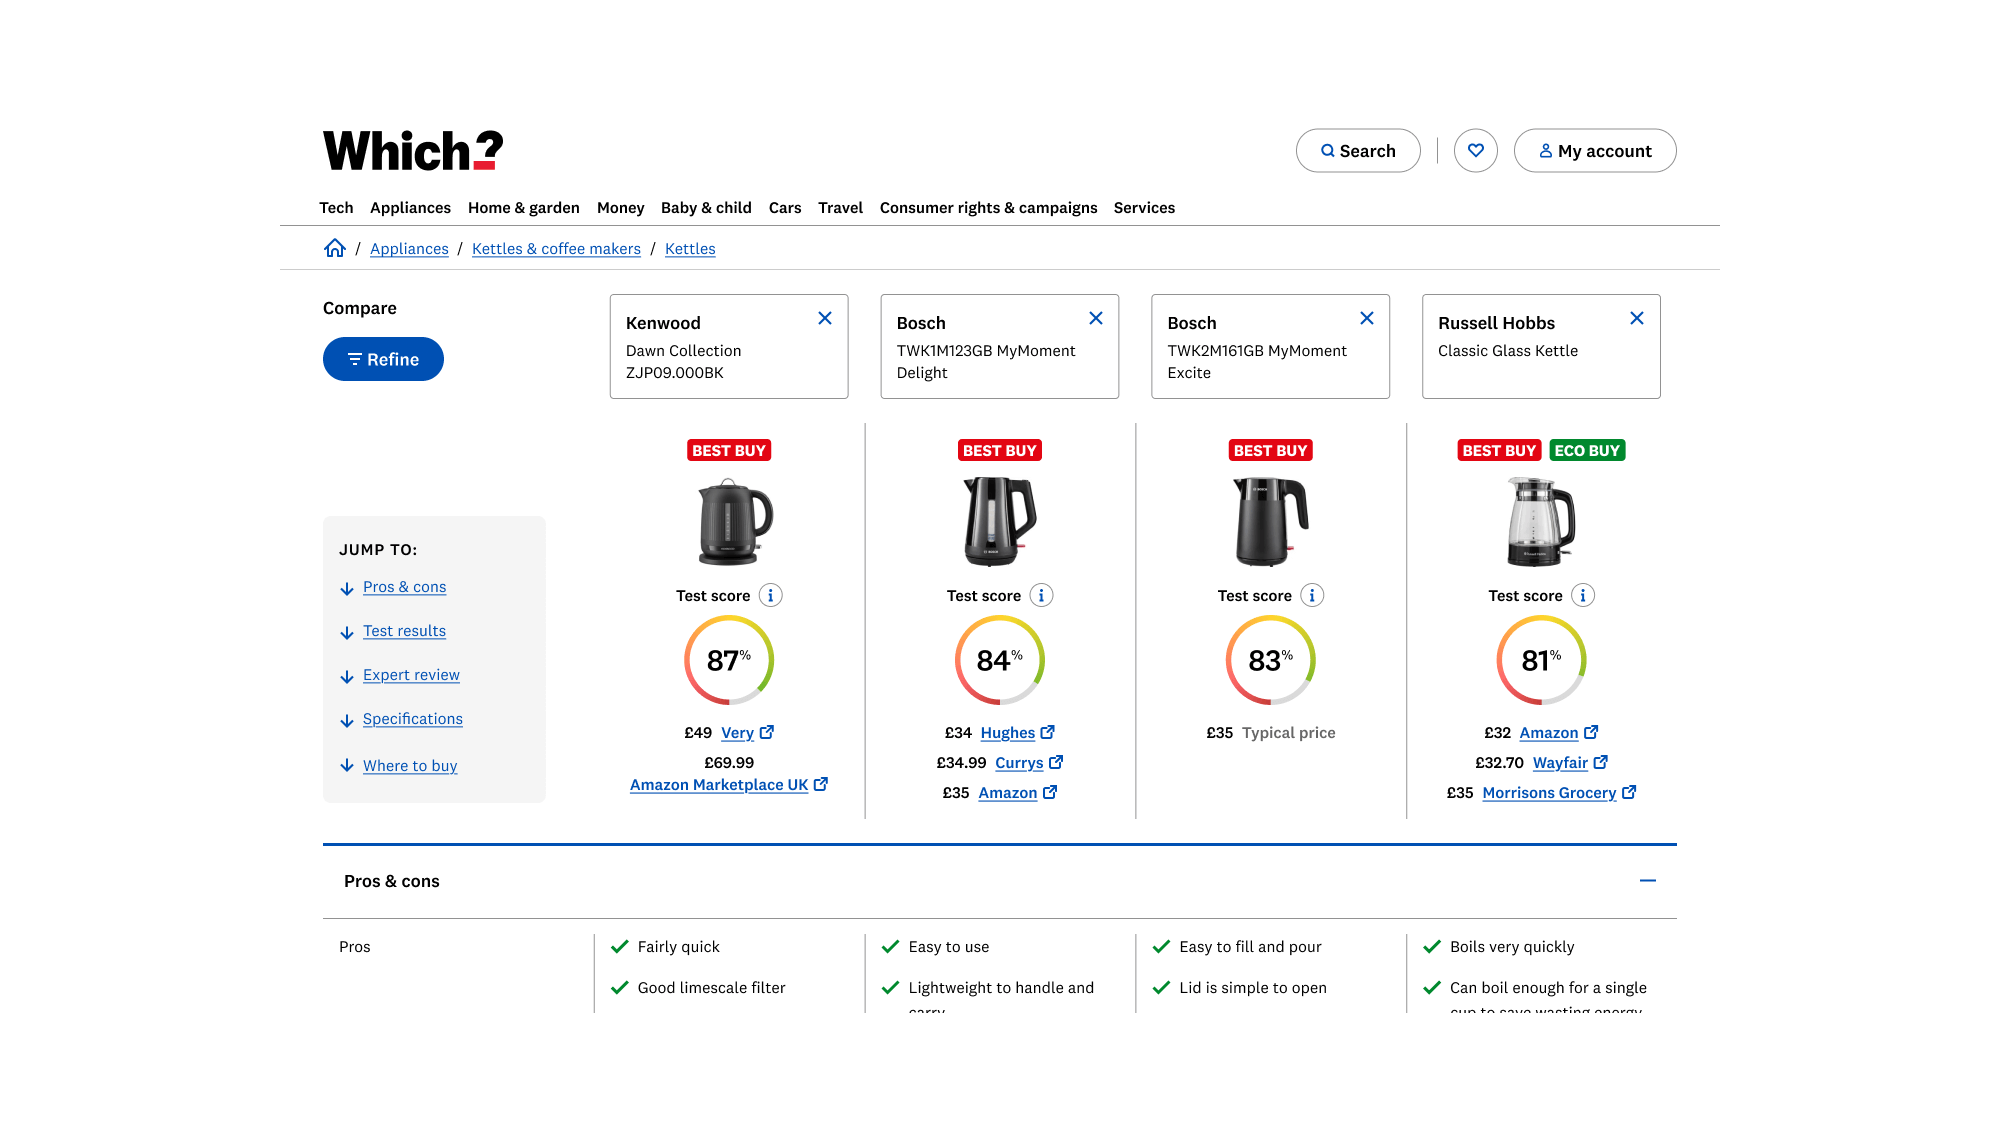 Which?
Search
My account
Tech Appliances Home & garden Money Baby & child Cars Travel Consumer rights & campaigns Services
/ Appliances / Kettles & coffee makers / Kettles
Compare
Refine
Kenwood
Dawn Collection
ZJP09.000BK
Bosch
TWK1M123GB MyMoment
Delight
Bosch
TWK2M161GB MyMoment
Excite
Russell Hobbs
Classic Glass Kettle
BEST BUY
BEST BUY
BEST BUY
BEST BUY ECO BUY
JUMP TO:
Pros & cons
Test results
Expert review
Specifications
Where to buy
Test score i
87%
£49 Very
£69.99
Amazon Marketplace UK
Test score i
84%
£34 Hughes
£34.99 Currys
£35 Amazon
Test score i
83%
£35 Typical price
Test score i
81%
£32 Amazon
£32.70 Wayfair
£35 Morrisons Grocery
Pros & cons
Pros
Fairly quick
Good limescale filter
Easy to use
Lightweight to handle and
carry
Easy to fill and pour
Lid is simple to open
Boils very quickly
Can boil enough for a single
cup to save wasting energy